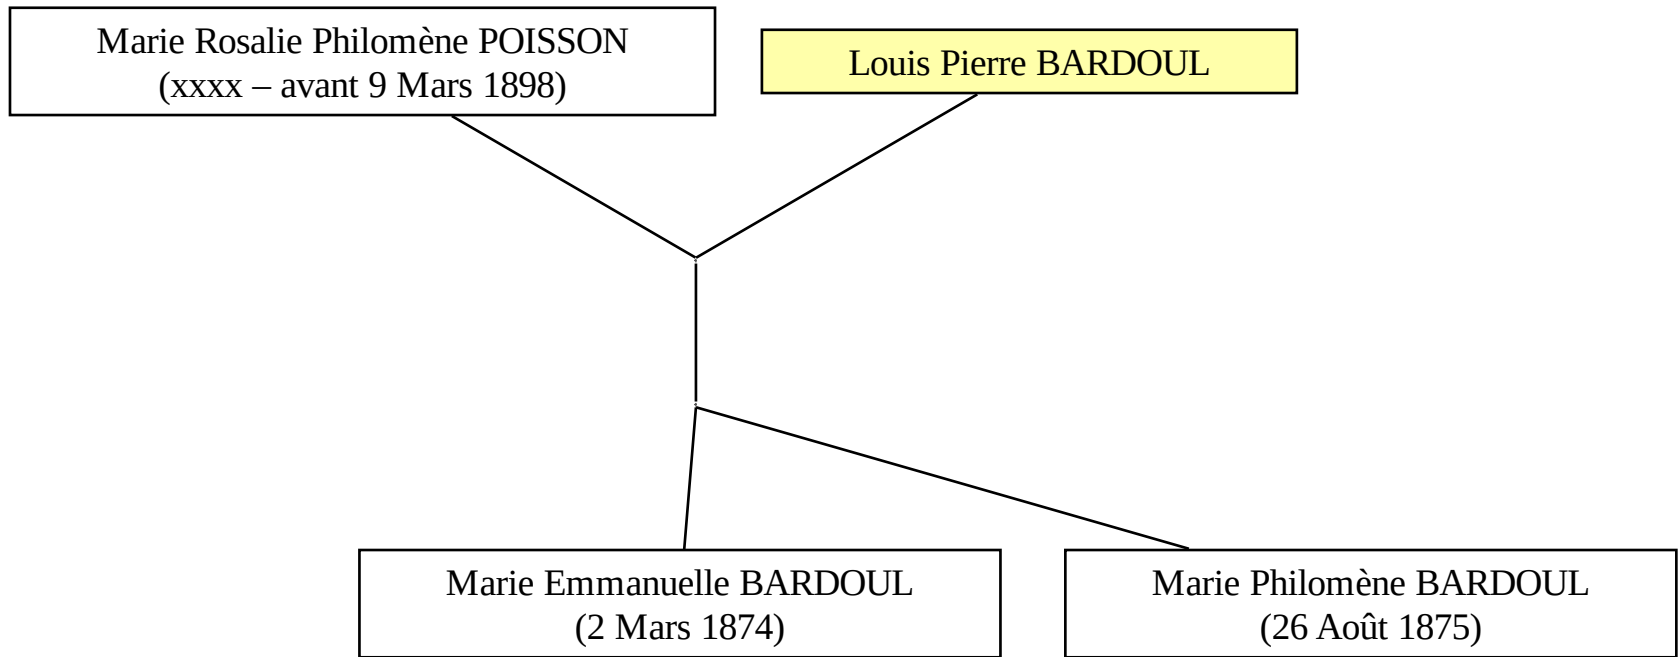 Marie Rosalie Philomène POISSON
(xxxx – avant 9 Mars 1898)
Louis Pierre BARDOUL
Marie Emmanuelle BARDOUL
(2 Mars 1874)
Marie Philomène BARDOUL
(26 Août 1875)